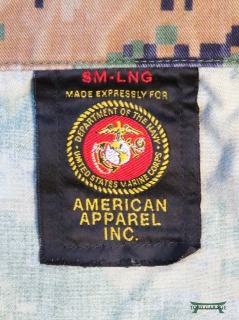 SM-LNG
MADE EXPRESSLY FOR
DEPARTMENT OF THE NAVY
UNITED STATES MARINE CORPS
AMERICAN
APPAREL
INC.